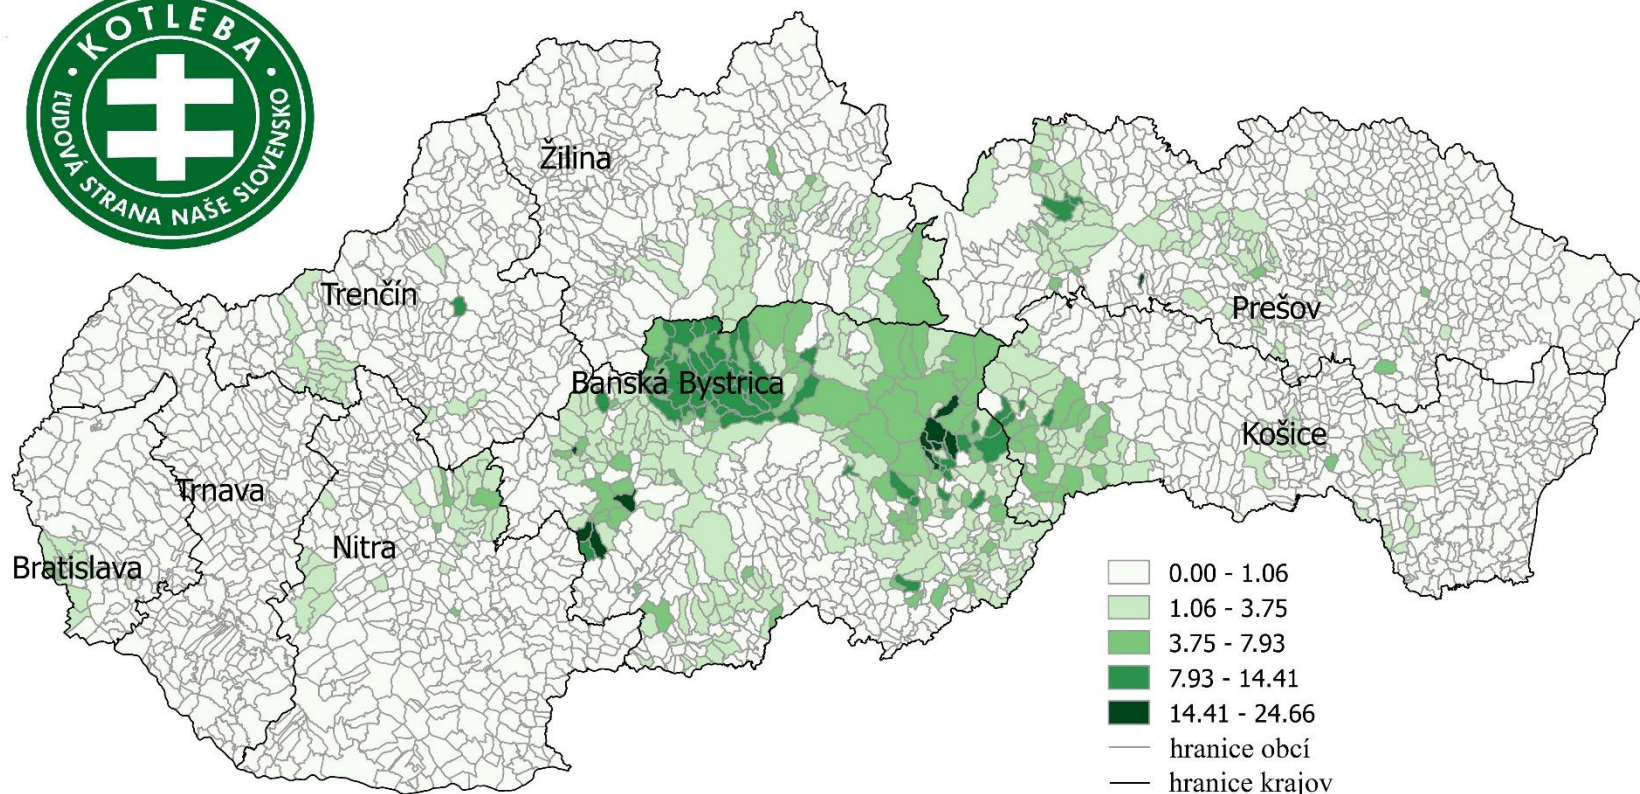 • KOTLEBA •
ĽUDOVÁ STRANA NAŠE SLOVENSKO
Žilina
Trenčín
Prešov
Banská Bystrica
Košice
Trnava
Nitra
Bratislava
0.00 - 1.06
1.06 - 3.75
3.75 - 7.93
7.93 - 14.41
14.41 - 24.66
hranice obcí
hranice krajov